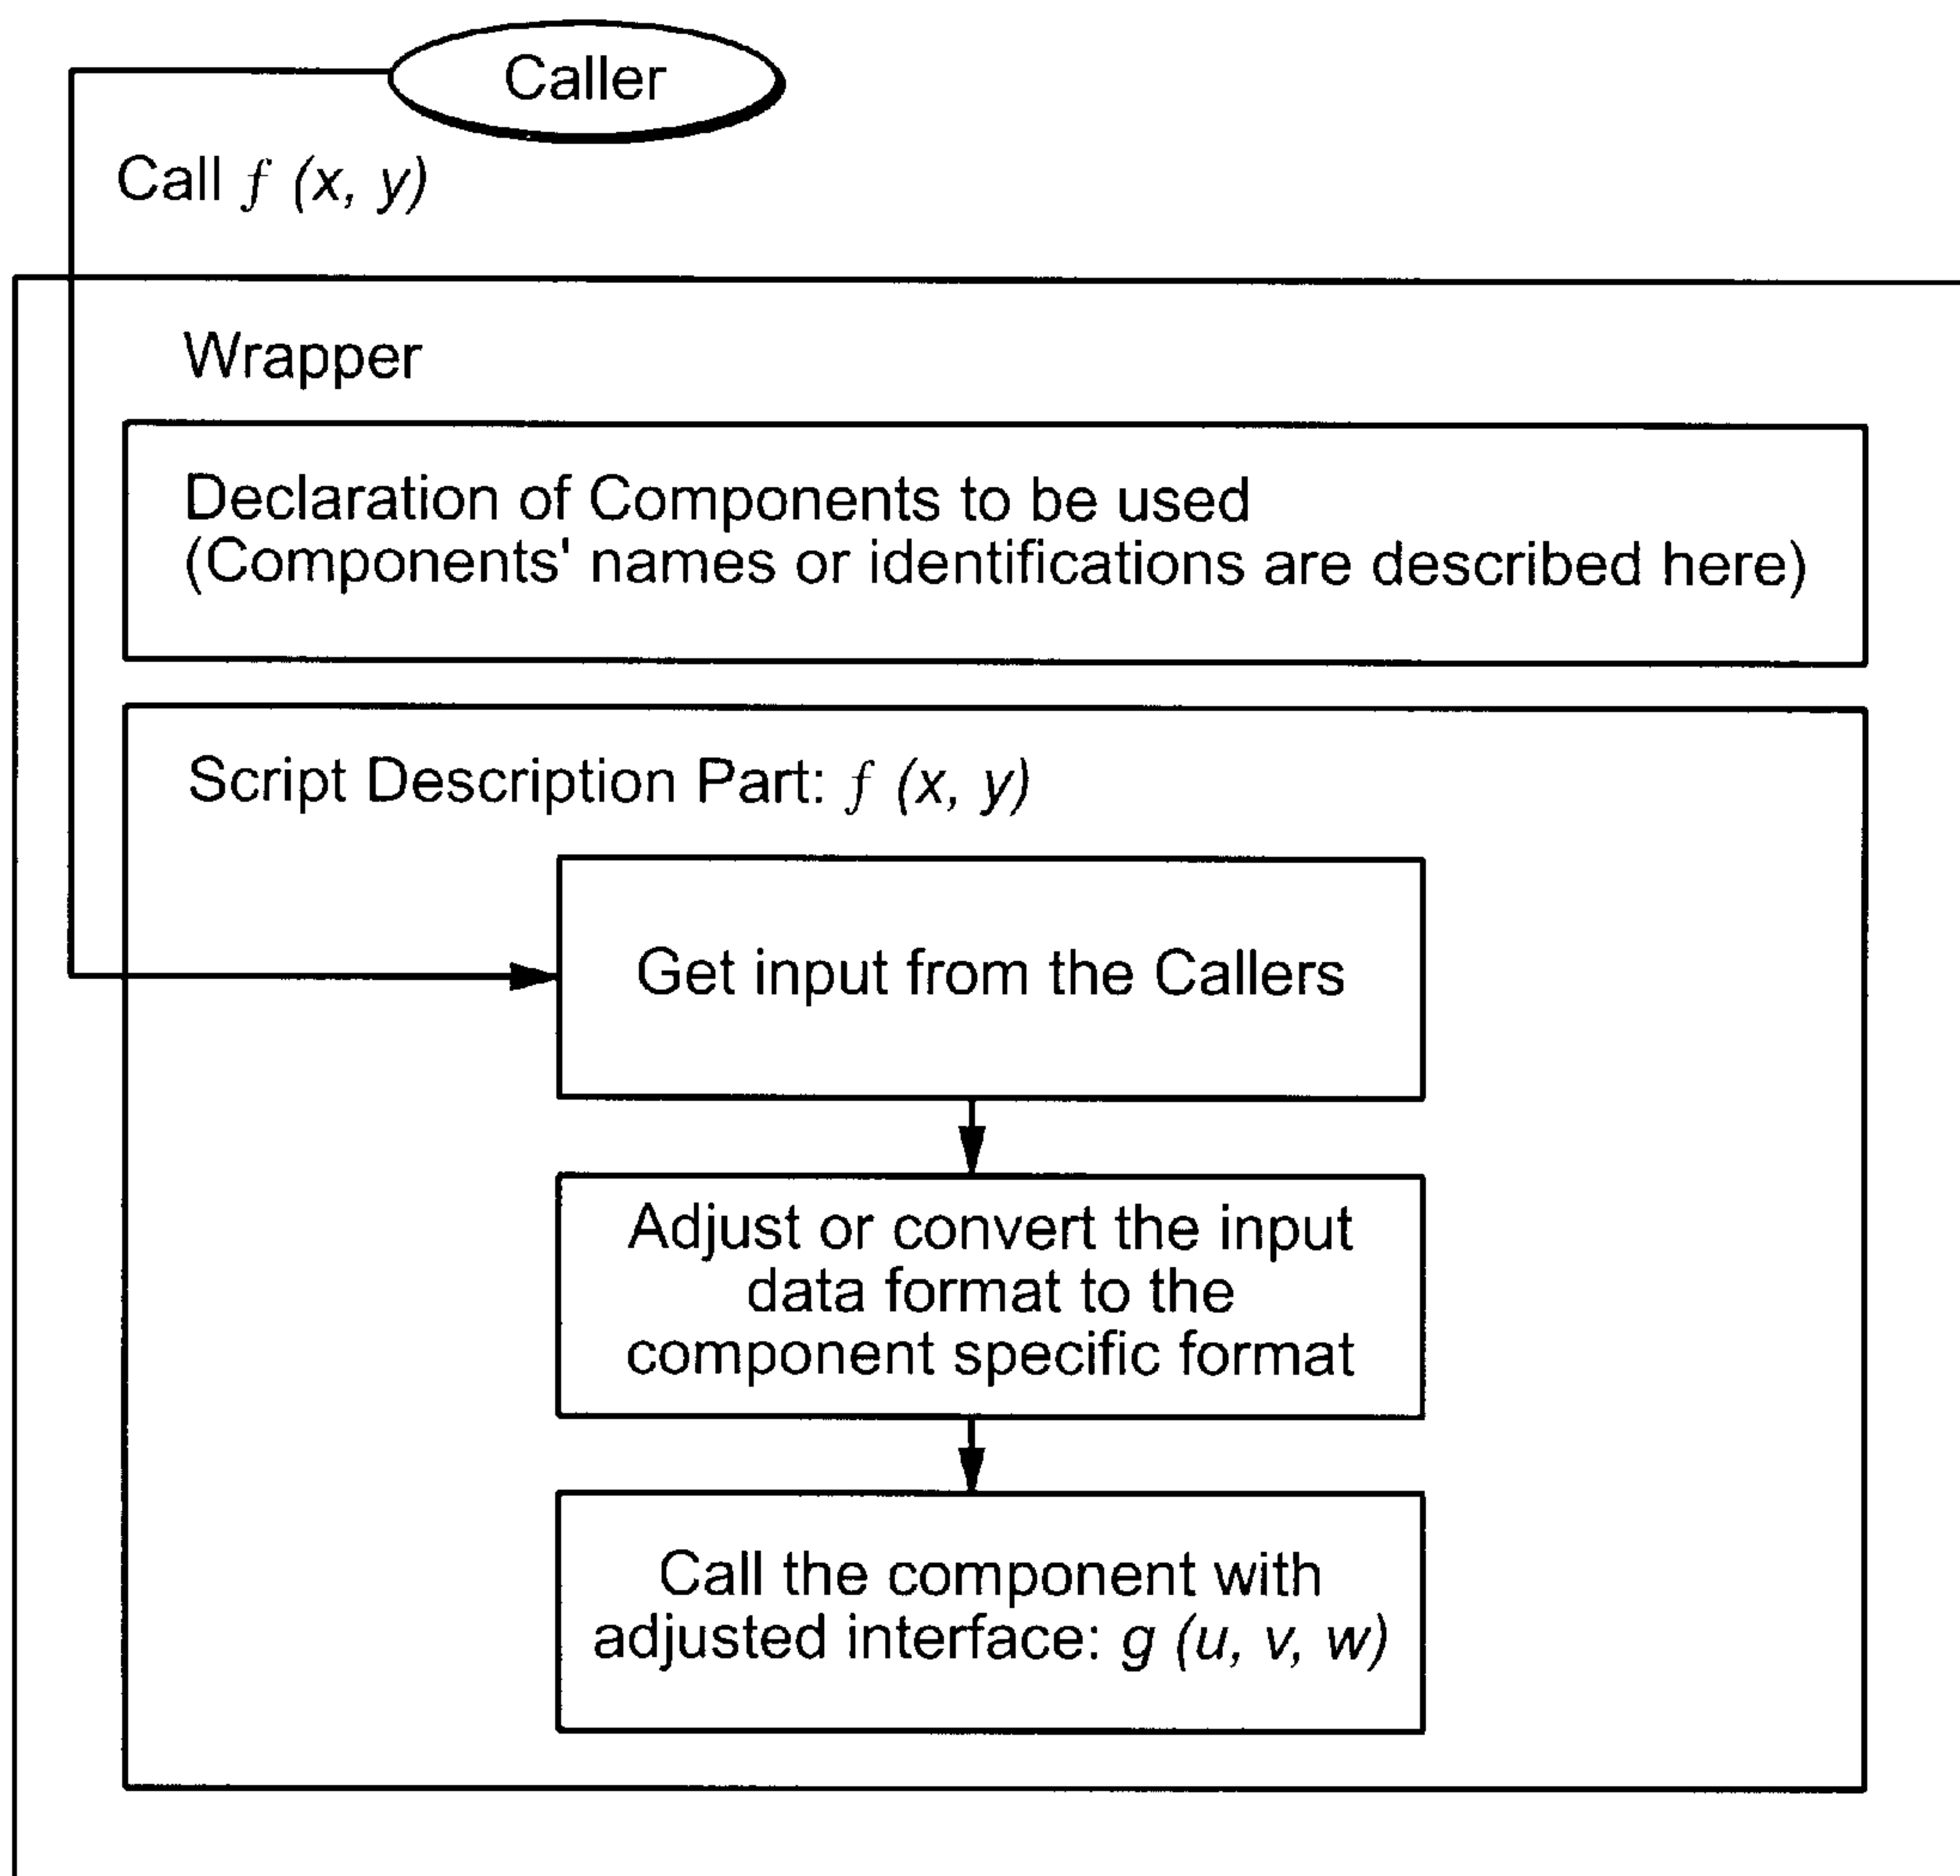 Caller
Call f (x, y)
Wrapper
Declaration of Components to be used
(Components' names or identifications are described here)
Script Description Part: f (x, y)
Get input from the Callers
Adjust or convert the input
data format to the
component specific format
Call the component with
adjusted interface: g (u, v, w)